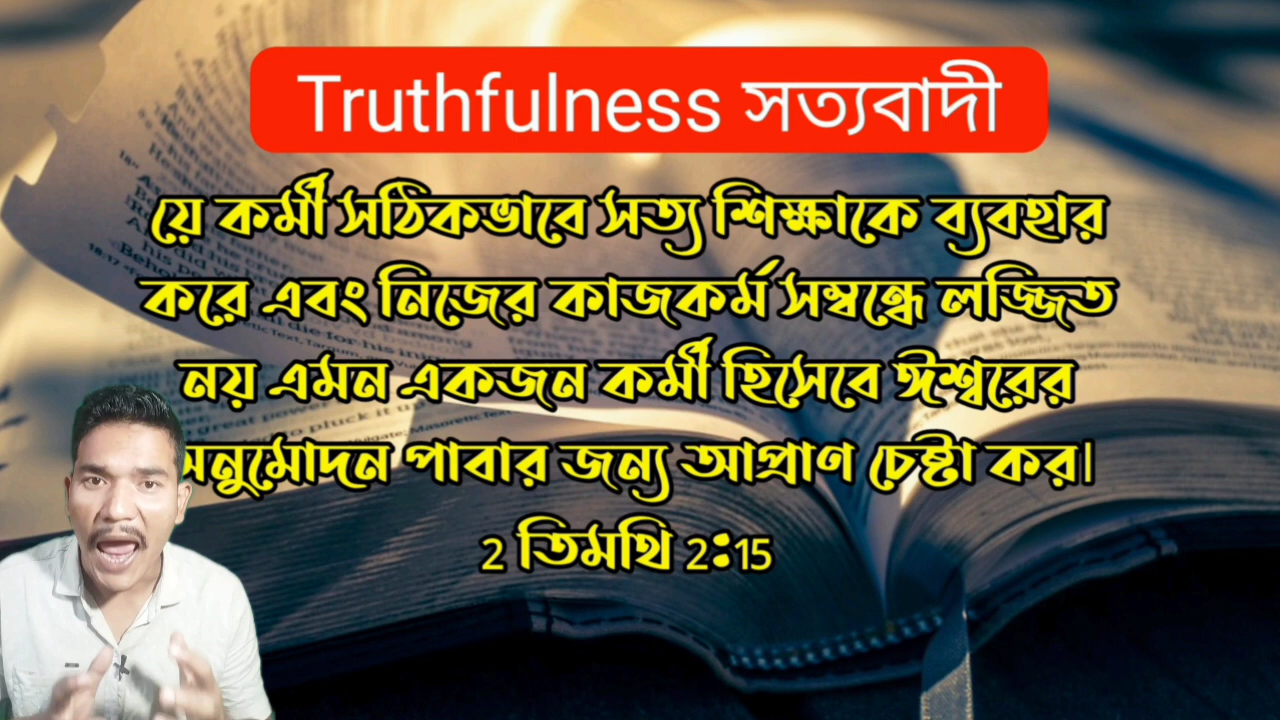 Truthfulness সত্যবাদী
যে কর্মী সঠিকভাবে সত্য শিক্ষাকে ব্যবহার
করে এবং নিজের কাজকর্ম সম্বন্ধে লজ্জিত
নয় এমন একজন কর্মী হিসেবে ঈশ্বরের
অনুমোদন পাবার জন্য আপ্রাণ চেষ্টা কর।
2 তিমথি 2:15